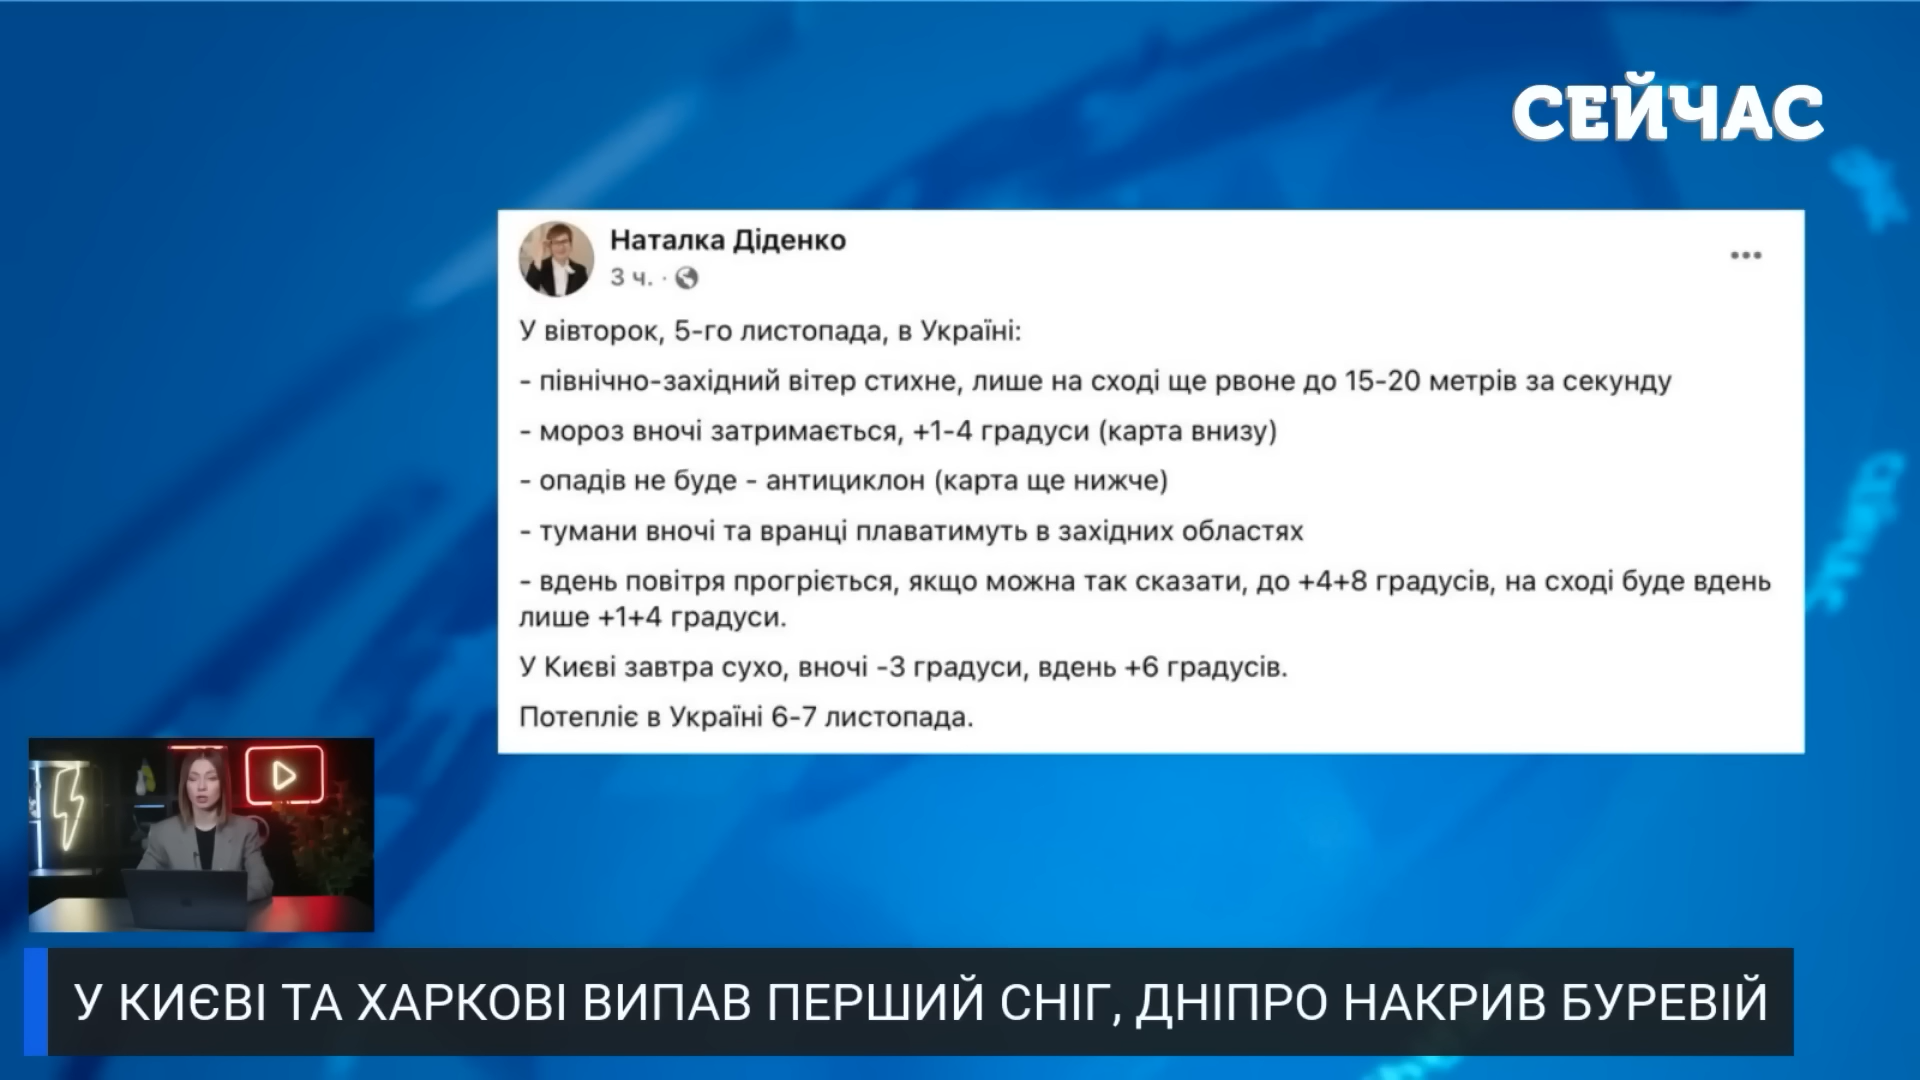 СЕЙЧАС
Наталка Діденко
3 ч. ·
У вівторок, 5-го листопада, в Україні:
- північно-західний вітер стихне, лише на сході ще рвоне до 15-20 метрів за секунду
- мороз вночі затримається, +1-4 градуси (карта внизу)
- опадів не буде - антициклон (карта ще нижче)
- тумани вночі та вранці плаватимуть в західних областях
- вдень повітря прогріється, якщо можна так сказати, до +4+8 градусів, на сході буде вдень
лише +1+4 градуси.
У Києві завтра сухо, вночі -3 градуси, вдень +6 градусів.
Потепліє в Україні 6-7 листопада.
У КИЄВІ ТА ХАРКОВІ ВИПАВ ПЕРШИЙ СНІГ, ДНІПРО НАКРИВ БУРЕВІЙ